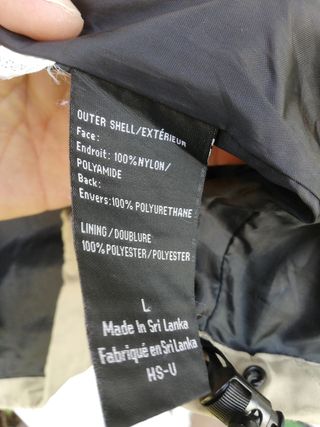 OUTER SHELL/EXTÉRIEUR
Face:
Endroit: 100%NYLON/
POLYAMIDE
Back:
Envers:100% POLYURETHANE
LINING/DOUBLURE
100%POLYESTER/POLYESTER
L
Made in Sri Lanka
Fabriqué en Sri Lanka
HS-U